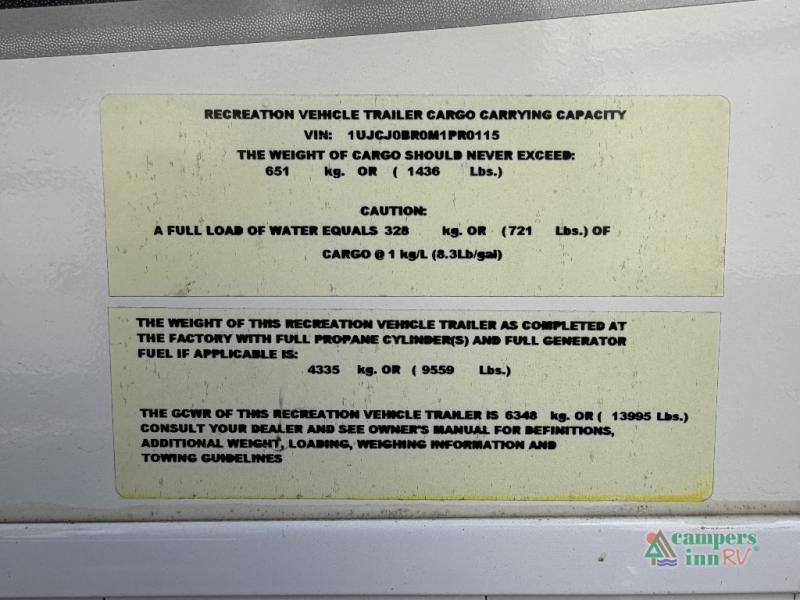 RECREATION VEHICLE TRAILER CARGO CARRYING CAPACITY
VIN: 1UJCJ0BR0M1PR0115
THE WEIGHT OF CARGO SHOULD NEVER EXCEED:
651 kg. OR ( 1436 Lbs.)
CAUTION:
A FULL LOAD OF WATER EQUALS 328 kg. OR (721 Lbs.) OF
CARGO @ 1 kg/L (8.3Lb/gal)
THE WEIGHT OF THIS RECREATION VEHICLE TRAILER AS COMPLETED AT
THE FACTORY WITH FULL PROPANE CYLINDER(S) AND FULL GENERATOR
FUEL IF APPLICABLE IS:
4335 kg. OR ( 9559 Lbs.)
THE GCWR OF THIS RECREATION VEHICLE TRAILER IS 6348 kg. OR ( 13995 Lbs.)
CONSULT YOUR DEALER AND SEE OWNER'S MANUAL FOR DEFINITIONS,
ADDITIONAL WEIGHT, LOADING, WEIGHING INFORMATION AND
TOWING GUIDELINES
campers
inn RV®